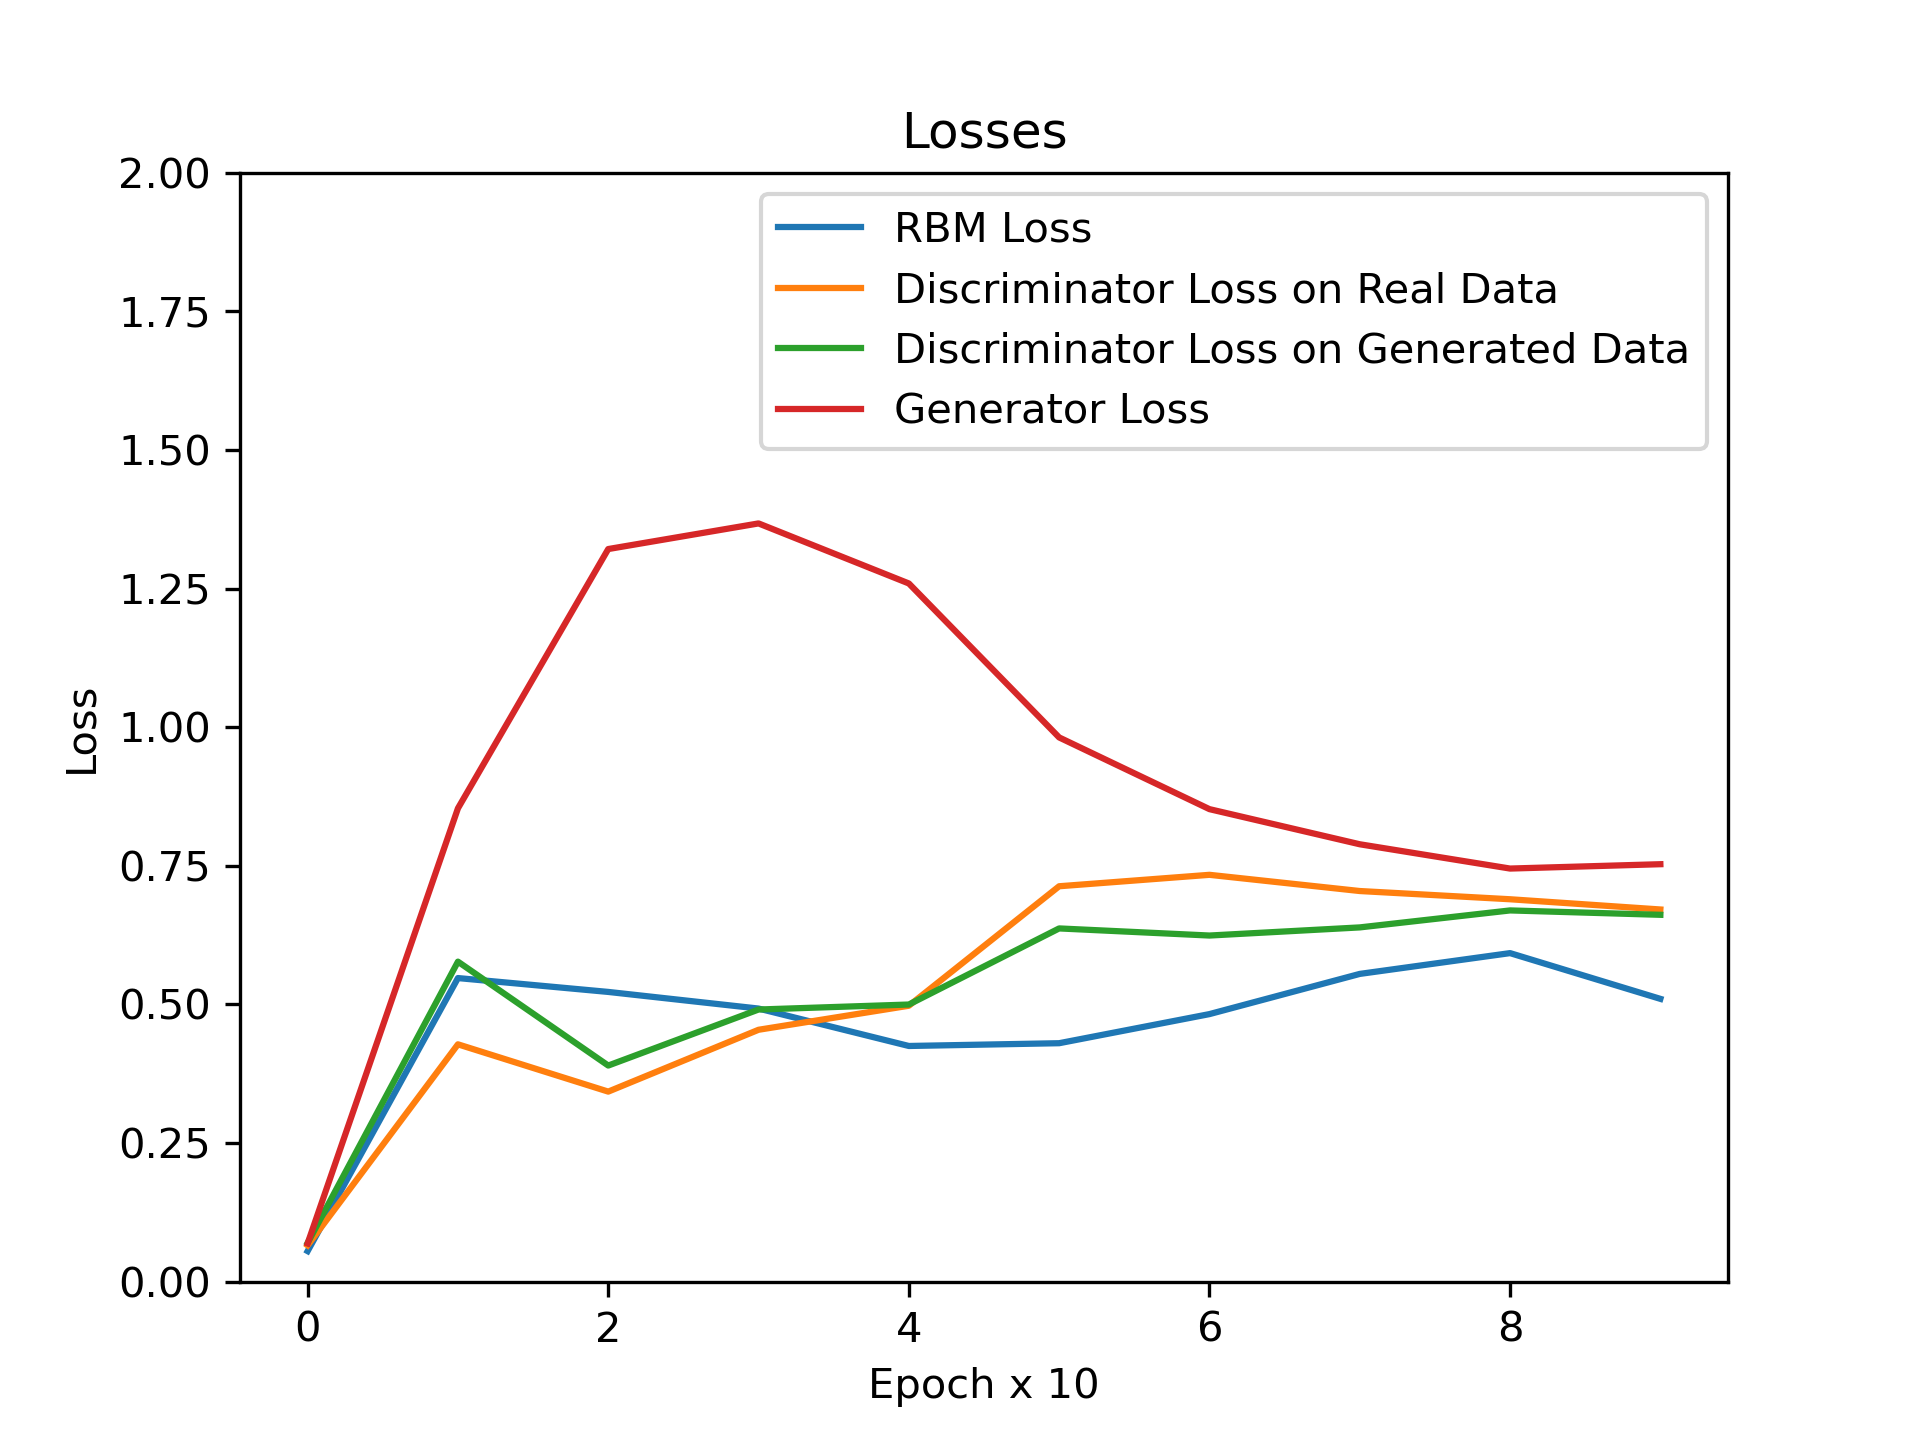 Losses
2.00
1.75
1.50
1.25
1.00
0.75
0.50
0.25
0.00
Loss
RBM Loss
Discriminator Loss on Real Data
Discriminator Loss on Generated Data
Generator Loss
0 2 4 6 8
Epoch x 10